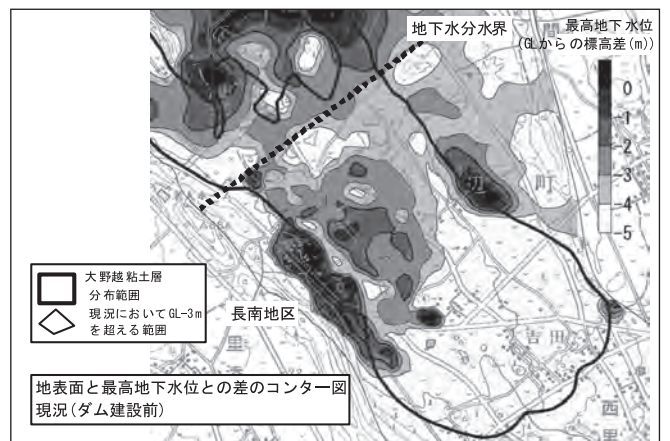 地下水分水界
最高地下水位
(GLからの標高差(m))
0
-1
-2
-3
-4
-5
辺
町
大野越粘土層
分布範囲
現況においてGL-3m
を超える範囲
長南地区
吉田
里
西
里
地表面と最高地下水位との差のコンター図
現況(ダム建設前)